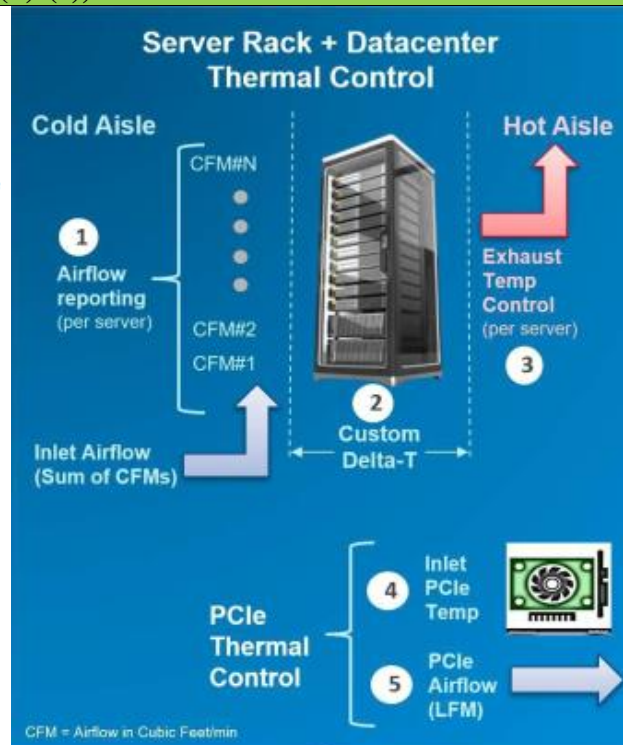 Server Rack + Datacenter
Thermal Control
Cold Aisle
Hot Aisle
CFM#N
1
Airflow
reporting
(per server)
CFM#2
CFM#1
Inlet Airflow
(Sum of CFMs)
2
Custom
Delta-T
Exhaust
Temp
Control
(per server)
3
PCIe
Thermal
Control
4
Inlet
PCIe
Temp
5
PCIe
Airflow
(LFM)
CFM = Airflow in Cubic Feet/min